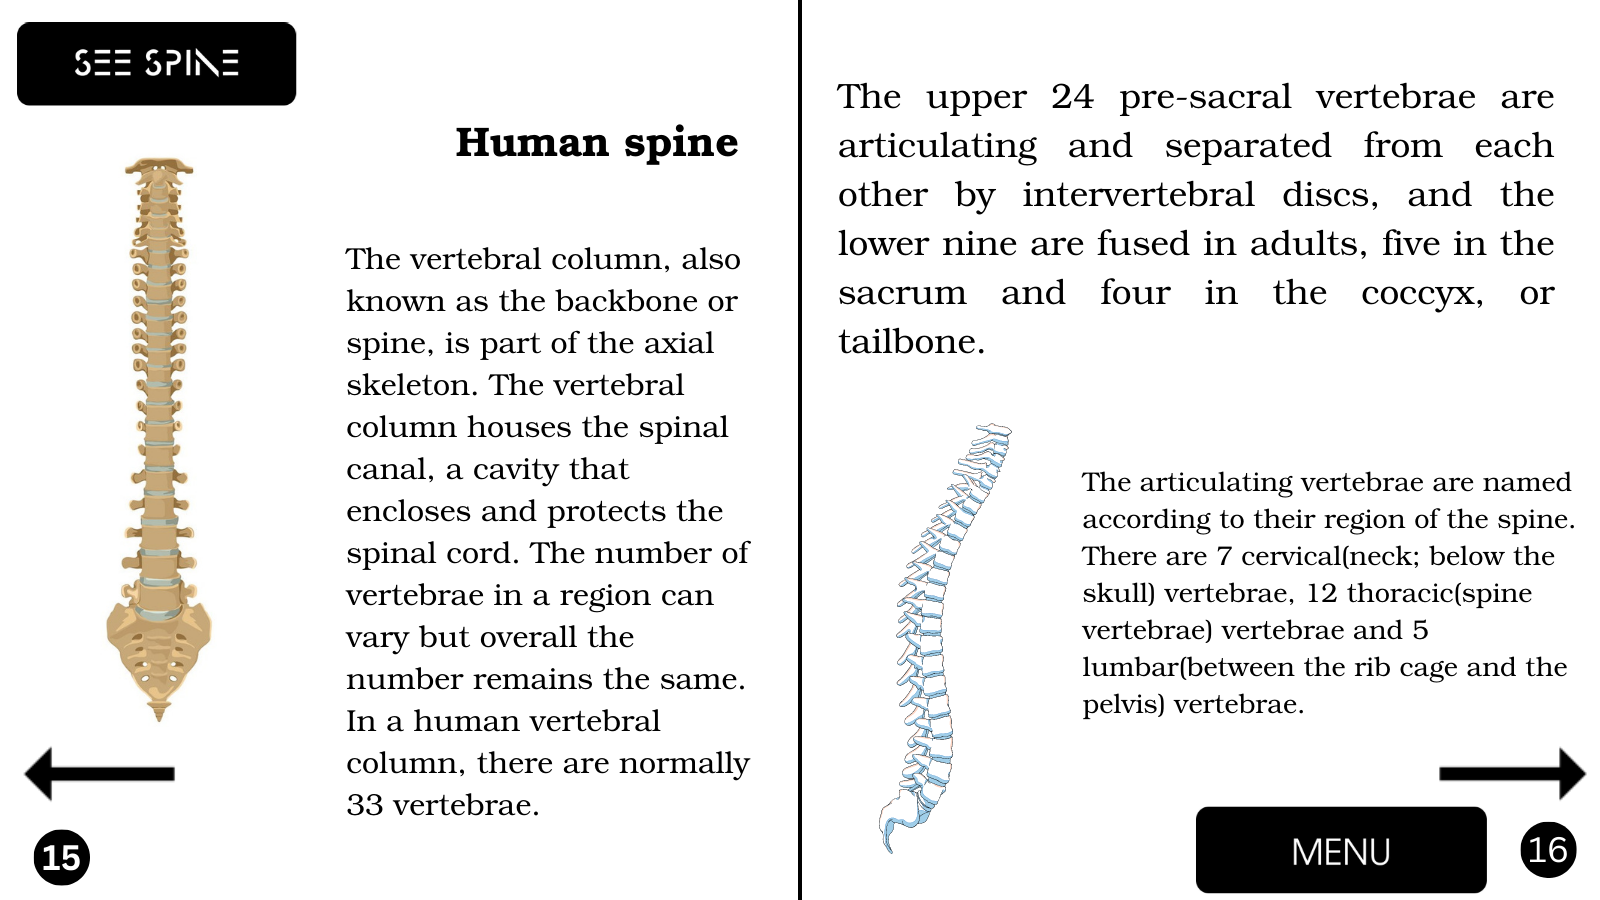 SEE SPINE
Human spine
The vertebral column, also
known as the backbone or
spine, is part of the axial
skeleton. The vertebral
column houses the spinal
canal, a cavity that
encloses and protects the
spinal cord. The number of
vertebrae in a region can
vary but overall the
number remains the same.
In a human vertebral
column, there are normally
33 vertebrae.
15
The upper 24 pre-sacral vertebrae are
articulating and separated from each
other by intervertebral discs, and the
lower nine are fused in adults, five in the
sacrum and four in the coccyx, or
tailbone.
The articulating vertebrae are named
according to their region of the spine.
There are 7 cervical(neck; below the
skull) vertebrae, 12 thoracic(spine
vertebrae) vertebrae and 5
lumbar(between the rib cage and the
pelvis) vertebrae.
MENU
16